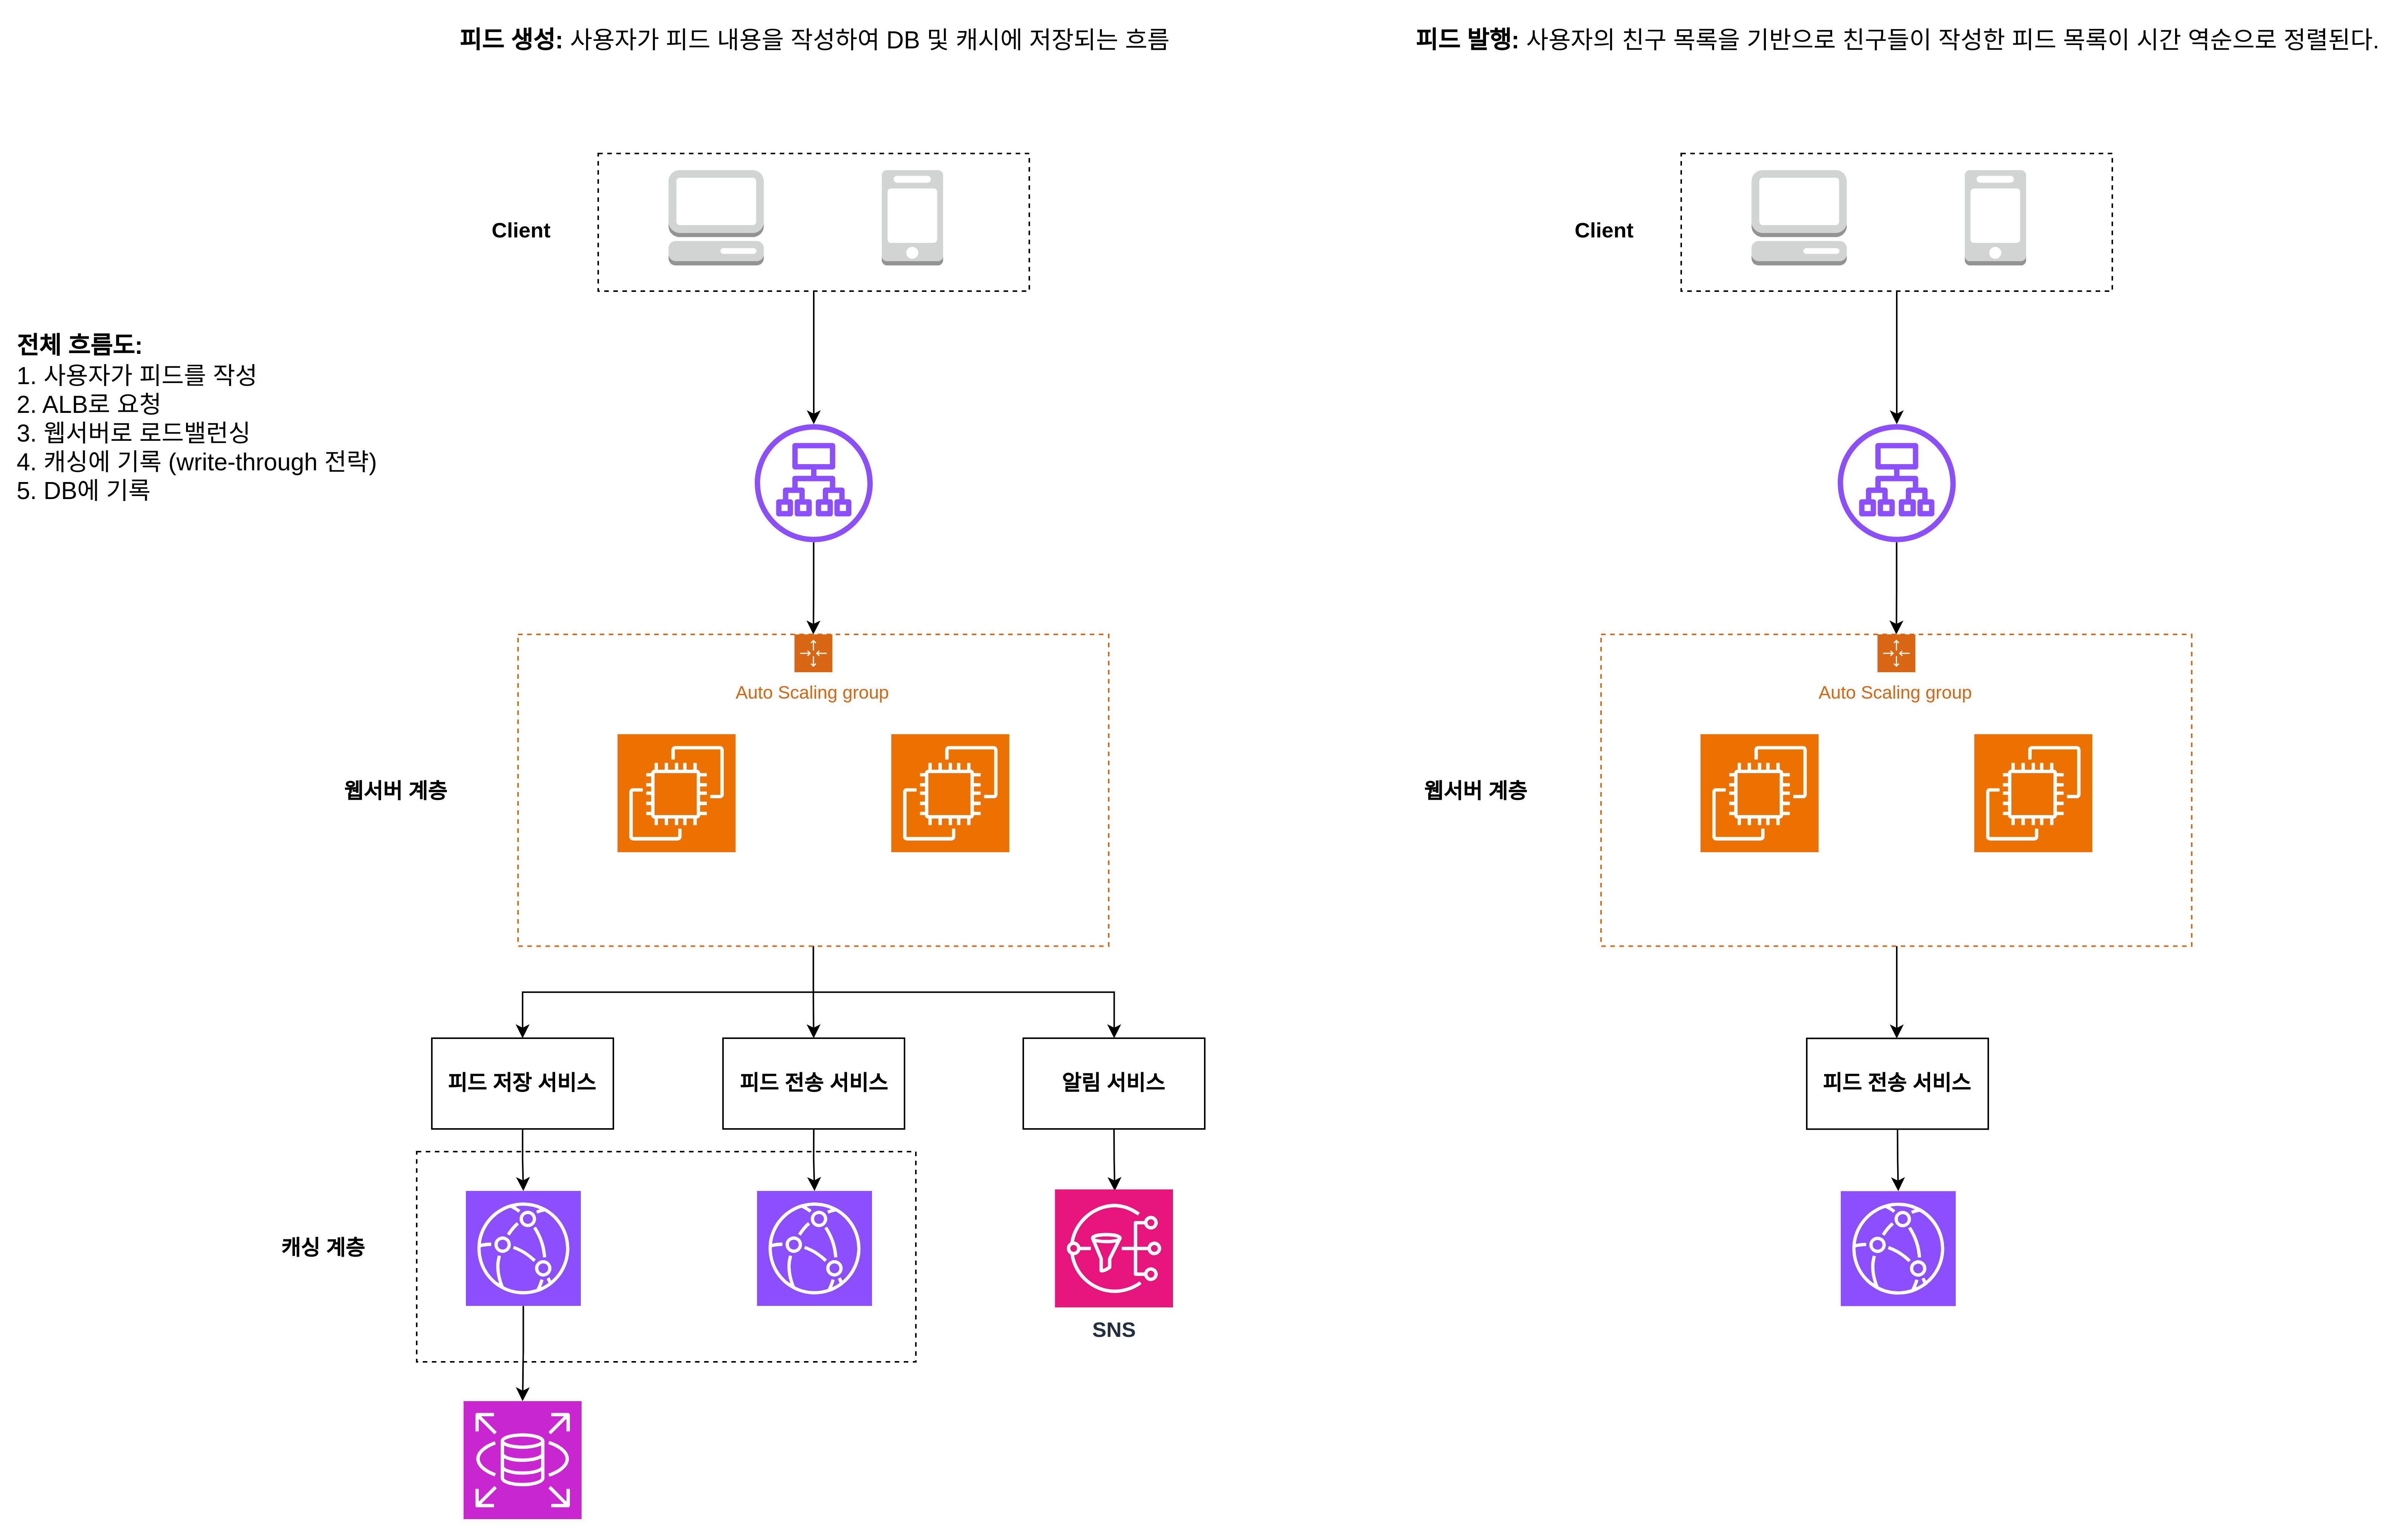 피드 생성: 사용자가 피드 내용을 작성하여 DB 및 캐시에 저장되는 흐름
피드 발행: 사용자의 친구 목록을 기반으로 친구들이 작성한 피드 목록이 시간 역순으로 정렬된다.
Client
Client
전체 흐름도:
1. 사용자가 피드를 작성
2. ALB로 요청
3. 웹서버로 로드밸런싱
4. 캐싱에 기록 (write-through 전략)
5. DB에 기록
Auto Scaling group
Auto Scaling group
웹서버 계층
웹서버 계층
피드 저장 서비스
피드 전송 서비스
알림 서비스
피드 전송 서비스
캐싱 계층
SNS